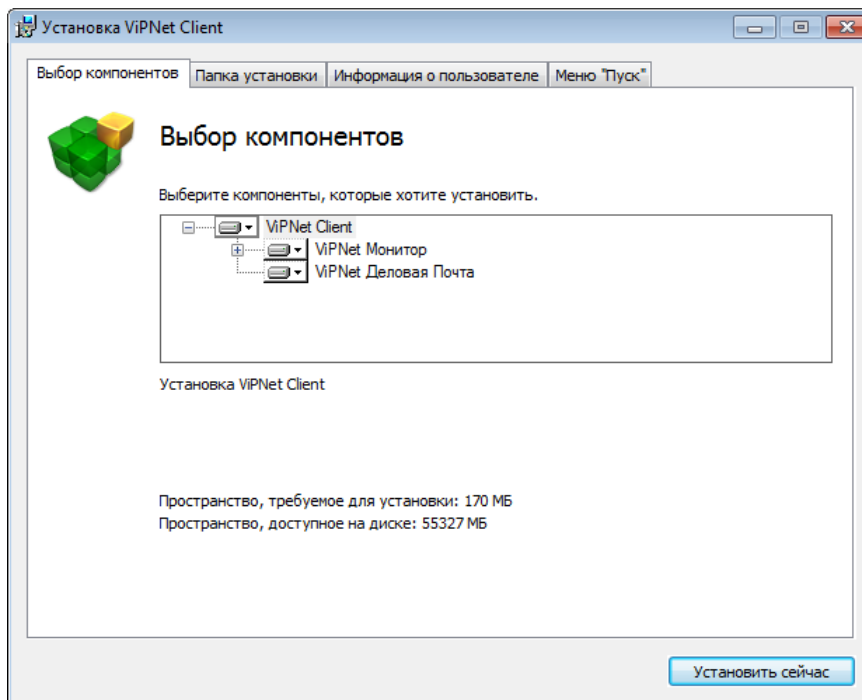 Установка ViPNet Client
Выбор компонентов Папка установки Информация о пользователе Меню "Пуск"
Выбор компонентов
Выберите компоненты, которые хотите установить.
ViPNet Client
ViPNet Монитор
ViPNet Деловая Почта
Установка ViPNet Client
Пространство, требуемое для установки: 170 МБ
Пространство, доступное на диске: 55327 МБ
Установить сейчас